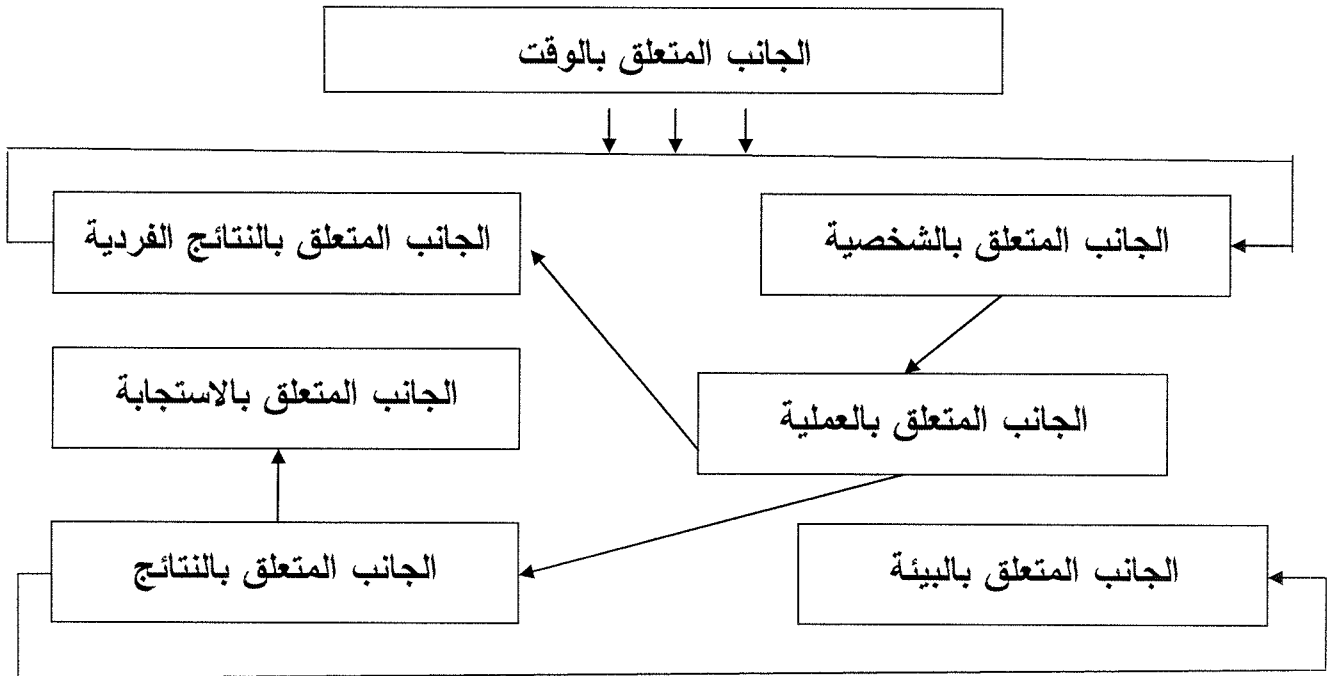 الجانب المتعلق بالوقت
الجانب المتعلق بالشخصية
الجانب المتعلق بالنتائج الفردية
الجانب المتعلق بالعملية
الجانب المتعلق بالاستجابة
الجانب المتعلق بالبيئة
الجانب المتعلق بالنتائج